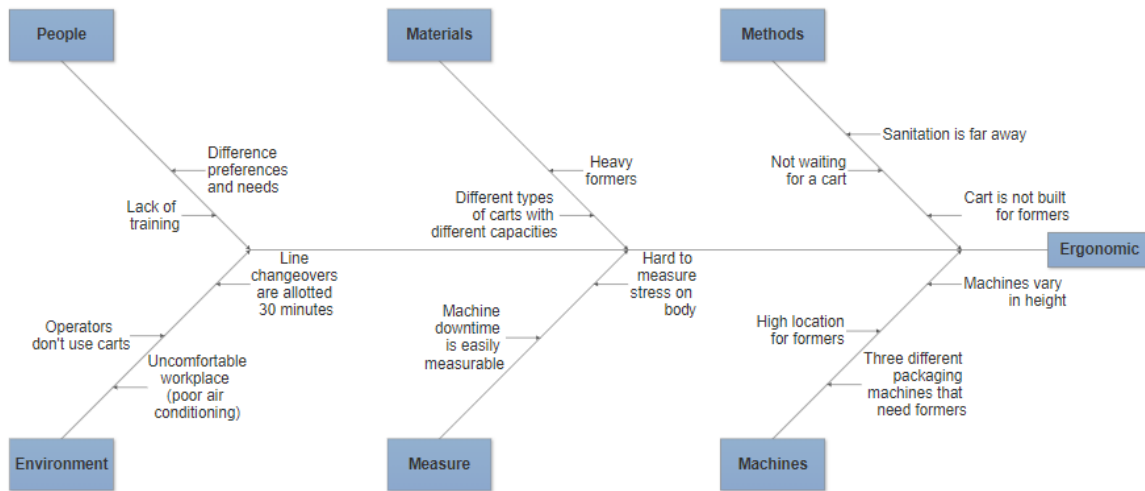 People
Materials
Methods
Sanitation is far away
Difference
preferences
and needs
Heavy
formers
Not waiting
for a cart
Lack of
training
Different types
of carts with
different capacities
Cart is not built
for formers
Ergonomic
Line
changeovers
are allotted
30 minutes
Hard to
measure
stress on
body
Machines vary
in height
Operators
don't use carts
Machine
downtime
is easily
measurable
High location
for formers
Uncomfortable
workplace
(poor air
conditioning)
Three different
packaging
machines that
need formers
Environment
Measure
Machines